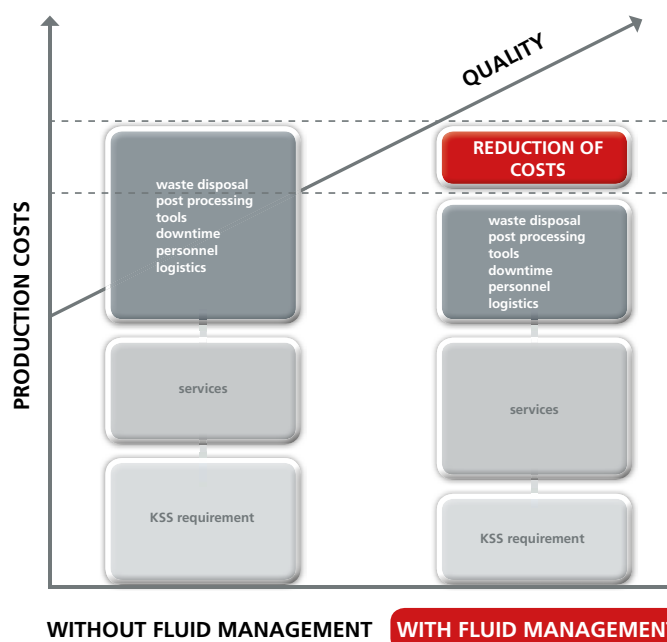 QUALITY
PRODUCTION COSTS
waste disposal
post processing
tools
downtime
personnel
logistics
services
KSS requirement
REDUCTION OF
COSTS
waste disposal
post processing
tools
downtime
personnel
logistics
services
KSS requirement
WITHOUT FLUID MANAGEMENT
WITH FLUID MANAGEMENT